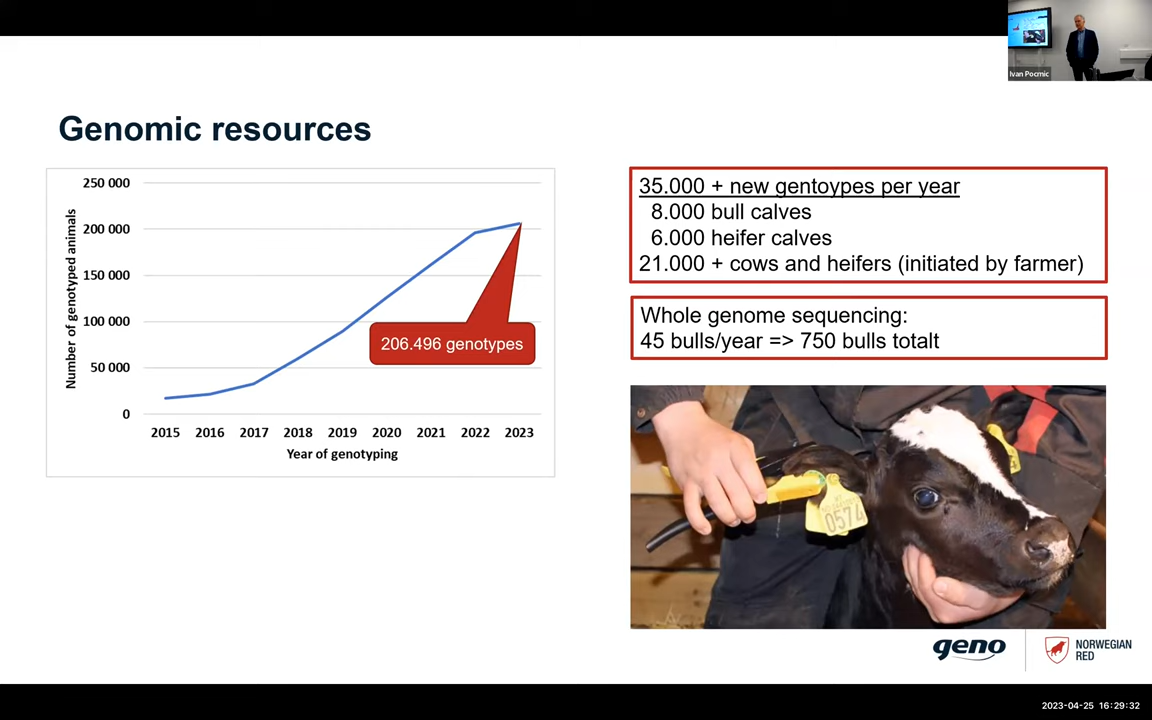 Ivan Pocrnic
Genomic resources
250 000
200 000
150 000
100 000
50 000
0
Number of genotyped animals
206.496 genotypes
2015 2016 2017 2018 2019 2020 2021 2022 2023
Year of genotyping
35.000 + new gentoypes per year
8.000 bull calves
6.000 heifer calves
21.000 + cows and heifers (initiated by farmer)
Whole genome sequencing:
45 bulls/year => 750 bulls totalt
0574
geno
NORWEGIAN
RED
2023-04-25 16:29:32